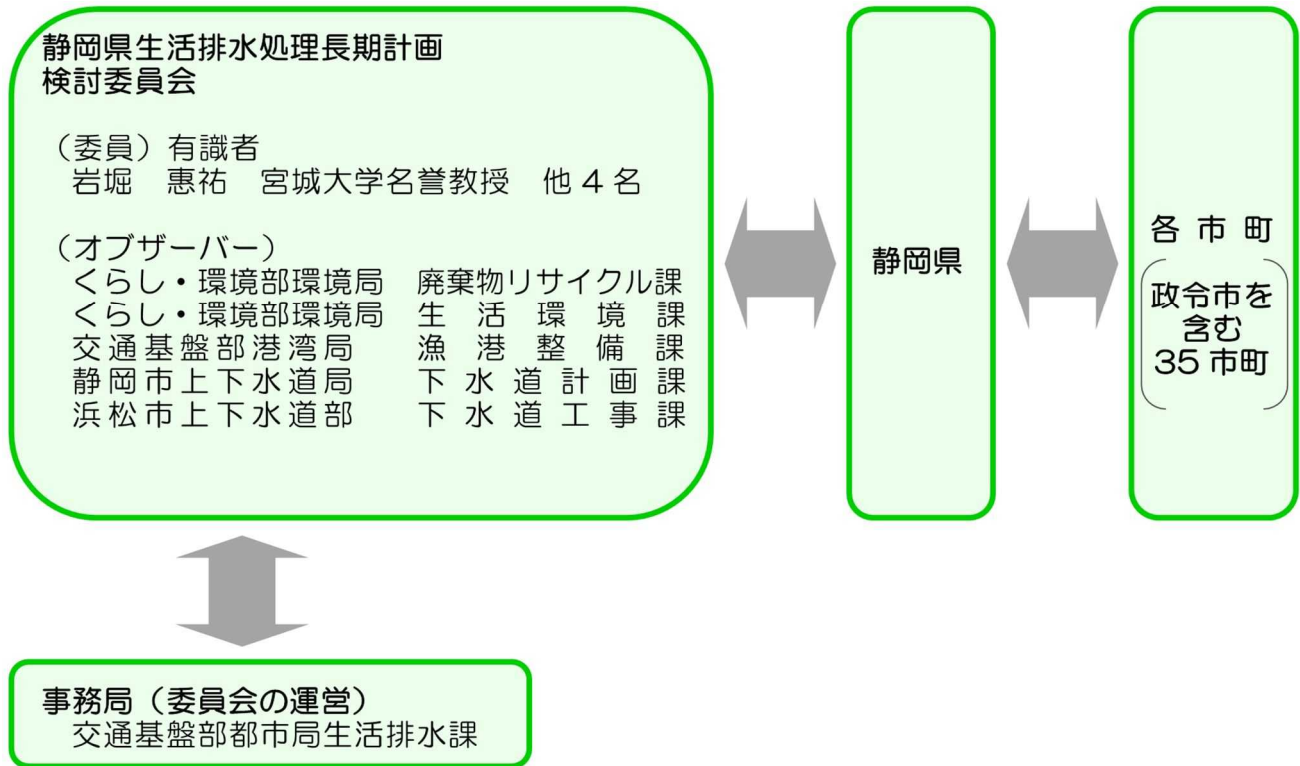 静岡県生活排水処理長期計画
検討委員会
（委員）有識者
岩堀　惠祐　宮城大学名誉教授　他４名
（オブザーバー）
くらし・環境部環境局　廃棄物リサイクル課
くらし・環境部環境局　生活環境課
交通基盤部港湾局　漁港整備課
静岡市上下水道局　下水道計画課
浜松市上下水道部　下水道工事課
静岡県
各市町
政令市を
含む
35市町
事務局（委員会の運営）
交通基盤部都市局生活排水課